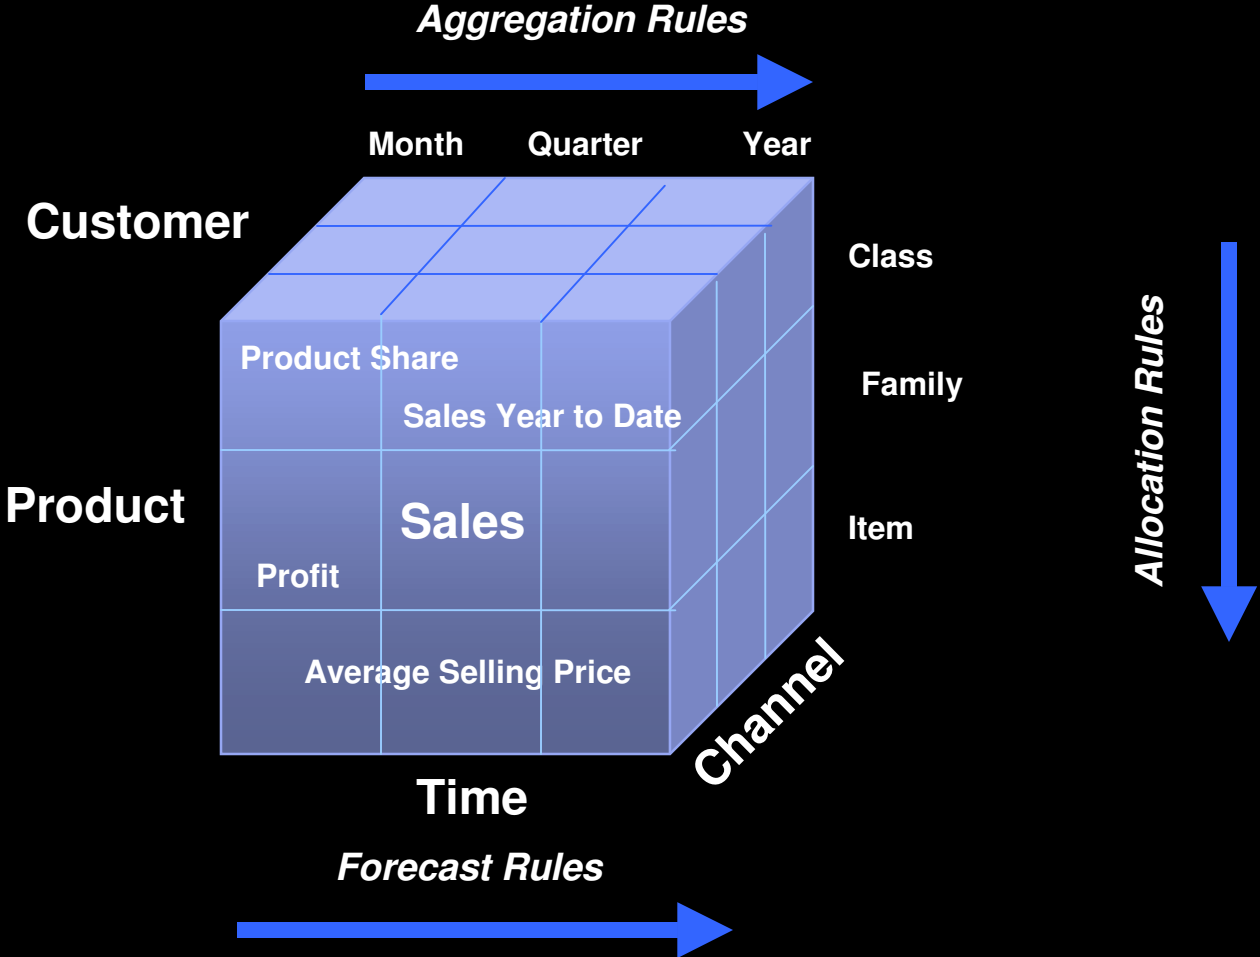 Aggregation Rules
Month Quarter Year
Customer
Class
Product Share
Family
Sales Year to Date
Allocation Rules
Product
Sales
Item
Profit
Average Selling Price
Channel
Time
Forecast Rules